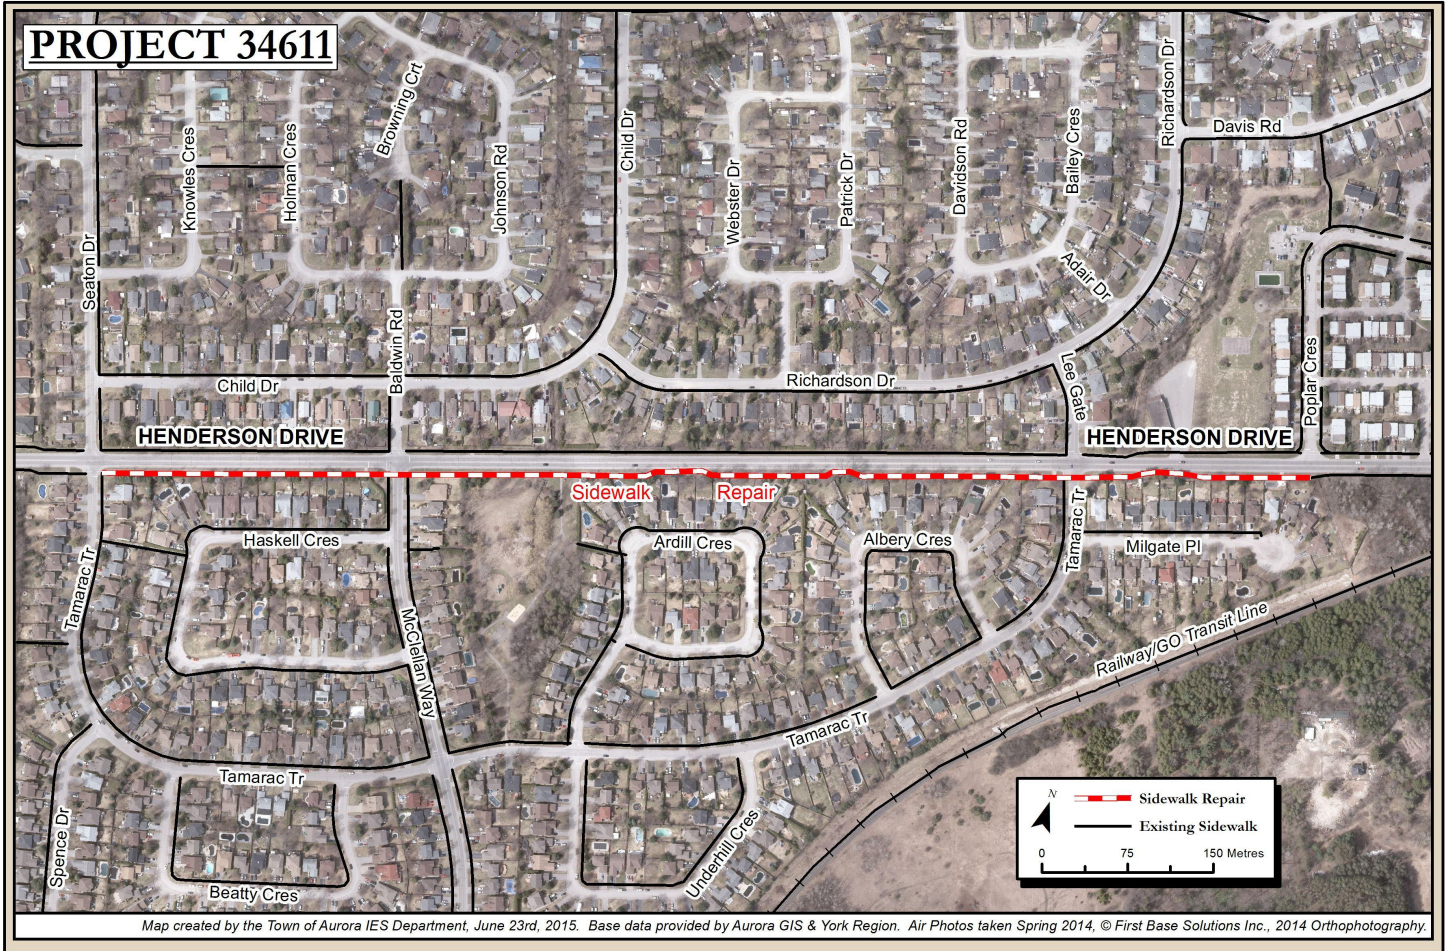 PROJECT 34611
Browning Crt
Child Dr
Richardson Dr
Davis Rd
Knowles Cres
Holman Cres
Johnson Rd
Webster Dr
Patrick Dr
Davidson Rd
Bailey Cres
Seaton Dr
Adair Dr
Baldwin Rd
Child Dr
Richardson Dr
Lee Gate
Poplar Cres
HENDERSON DRIVE
HENDERSON DRIVE
Sidewalk Repair
Tamarac Tr
Haskell Cres
Ardill Cres
Albery Cres
Tamarac Tr
Milgate Pl
McClellan Way
Railway/GO Transit Line
Tamarac Tr
Tamarac Tr
Spence Dr
Beatty Cres
Underhill Cres
N
Sidewalk Repair
Existing Sidewalk
0 75 150 Metres
Map created by the Town of Aurora IES Department, June 23rd, 2015. Base data provided by Aurora GIS & York Region. Air Photos taken Spring 2014, © First Base Solutions Inc., 2014 Orthophotography.